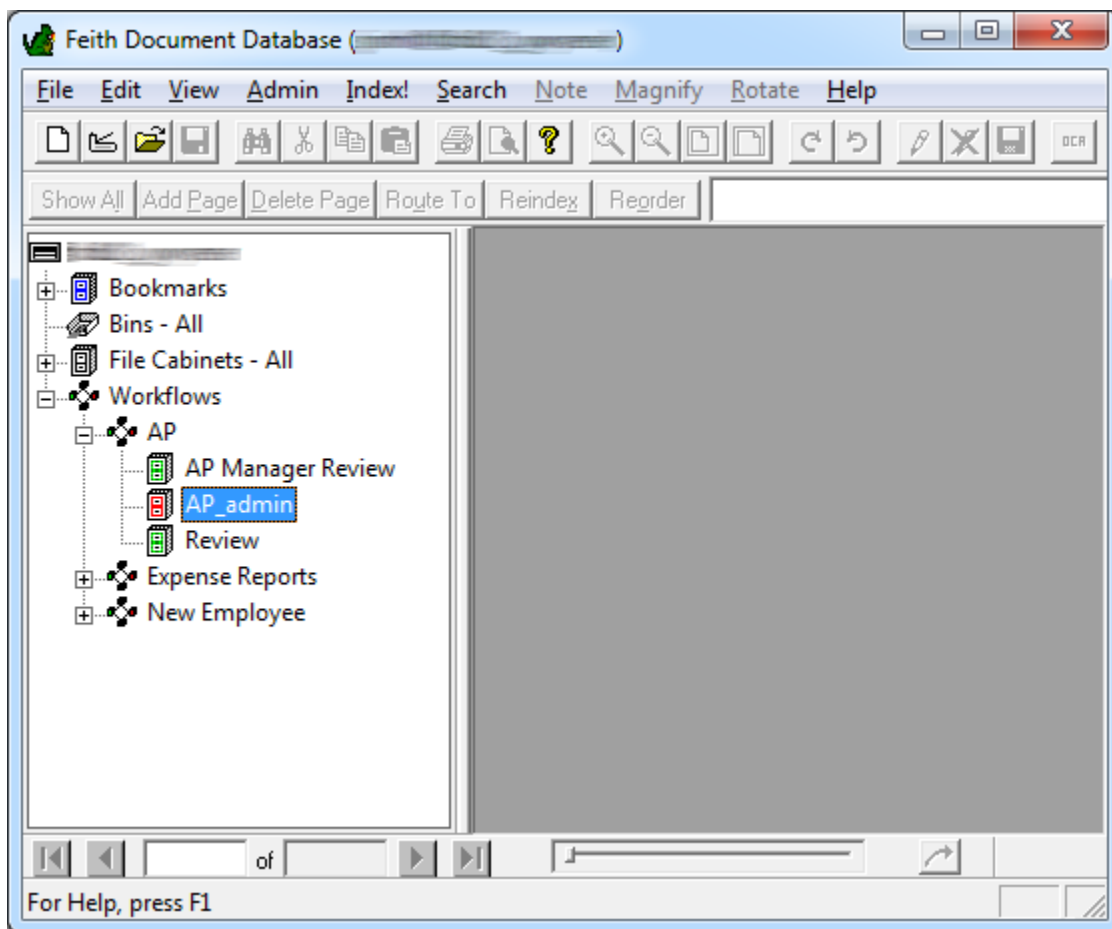 Feith Document Database ( )
File Edit View Admin Index! Search Note Magnify Rotate Help
OCR
Show All Add Page Delete Page Route To Reindex Reorder
Bookmarks
Bins - All
File Cabinets - All
Workflows
AP
AP Manager Review
AP_admin
Review
Expense Reports
New Employee
of
For Help, press F1